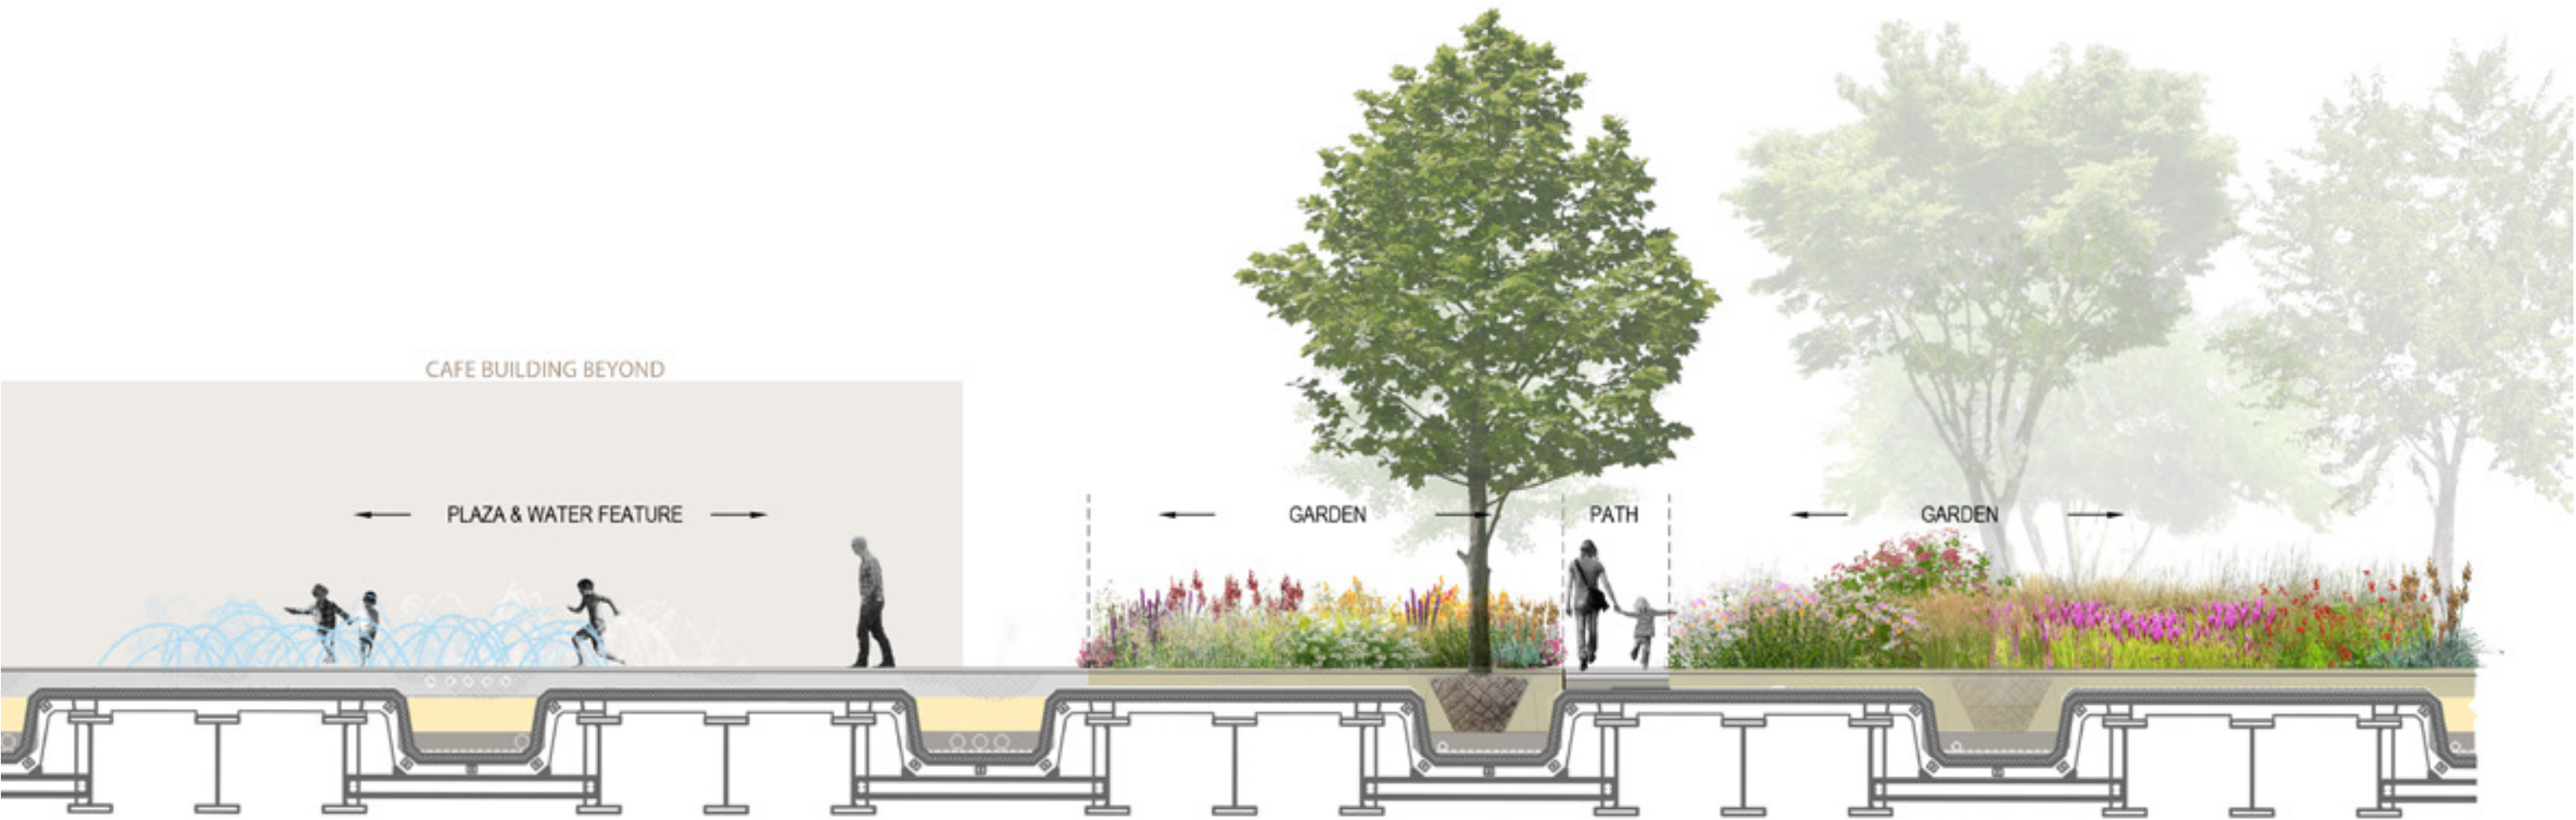 CAFE BUILDING BEYOND
PLAZA & WATER FEATURE
GARDEN
PATH
GARDEN